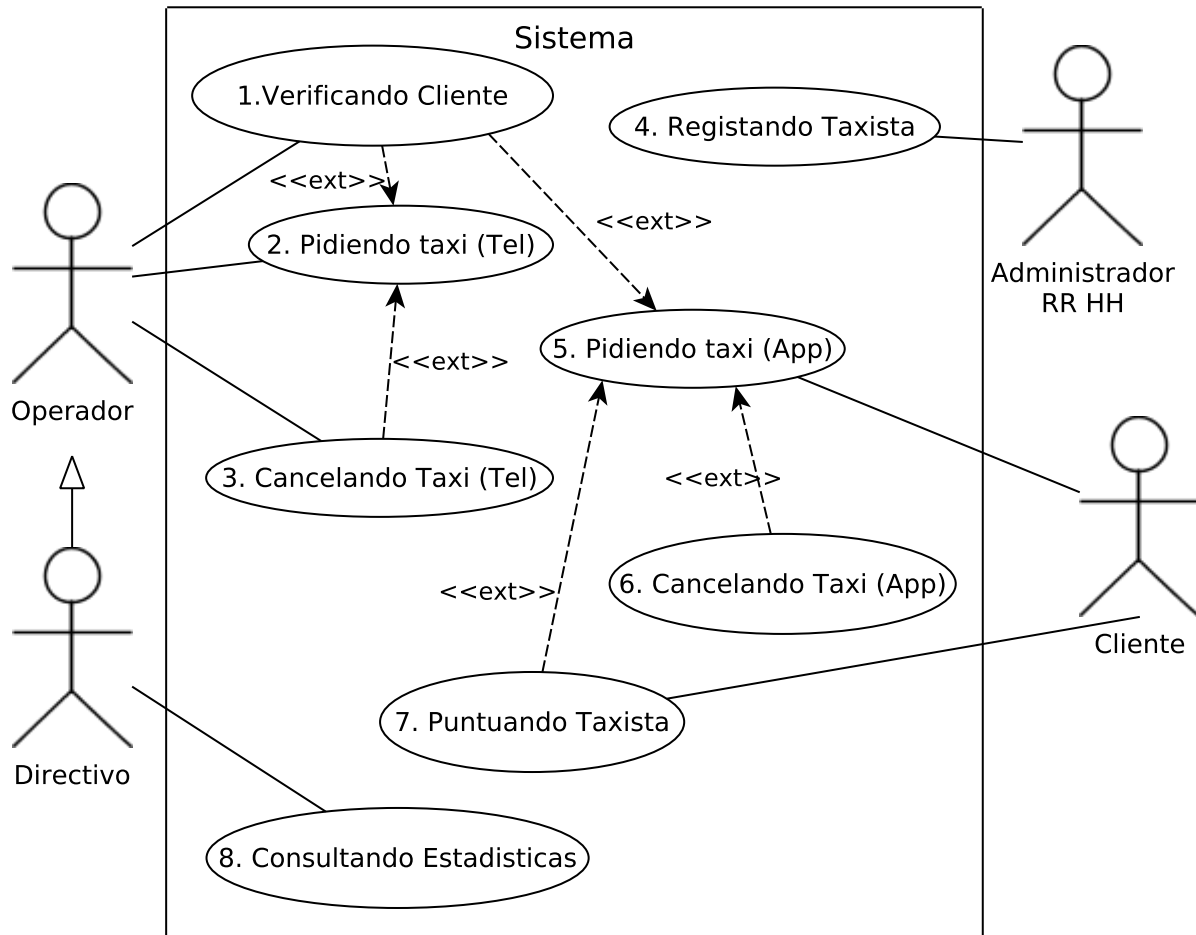 Sistema
1.Verificando Cliente
4. Registando Taxista
<<ext>>
<<ext>>
2. Pidiendo taxi (Tel)
Administrador
RR HH
5. Pidiendo taxi (App)
<<ext>>
Operador
3. Cancelando Taxi (Tel)
<<ext>>
6. Cancelando Taxi (App)
<<ext>>
Cliente
7. Puntuando Taxista
Directivo
8. Consultando Estadisticas